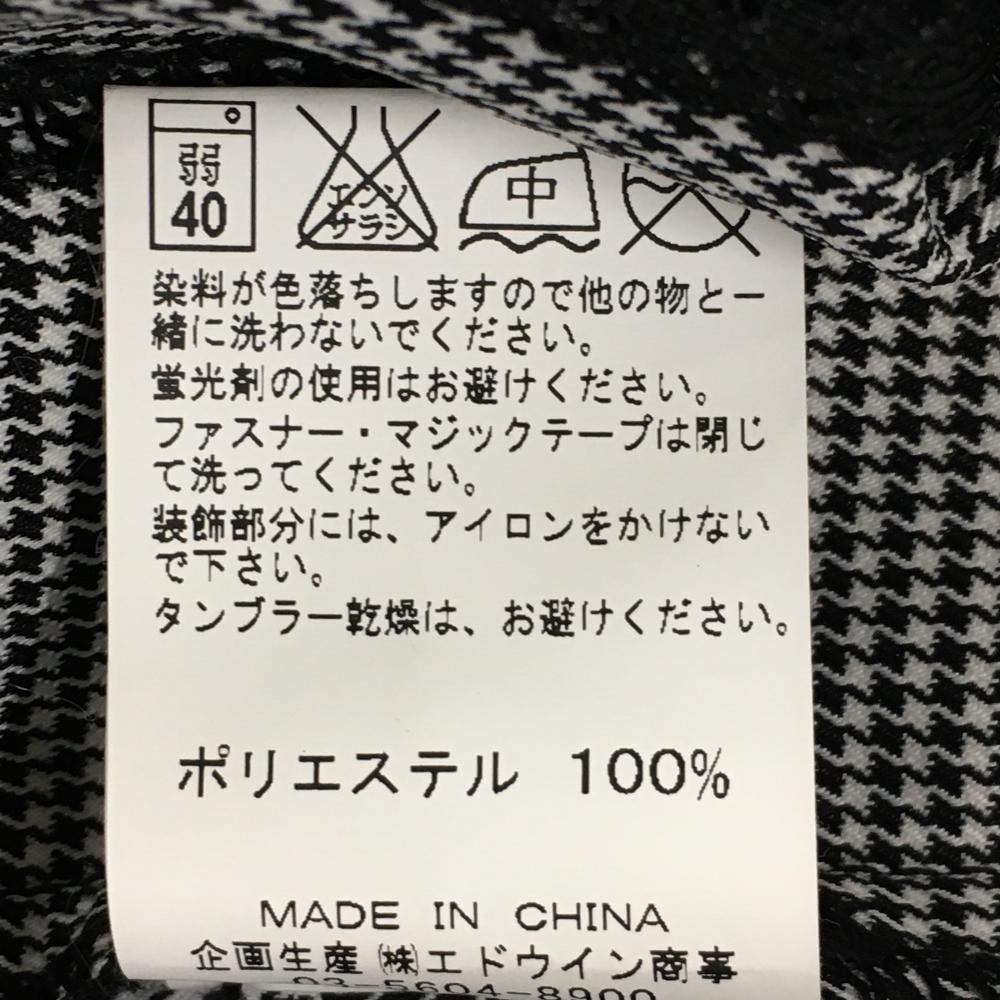 弱
40
エンソ
サラシ
中
染料が色落ちしますので他の物と一
緒に洗わないでください。
蛍光剤の使用はお避けください。
ファスナー・マジックテープは閉じ
て洗ってください。
装飾部分には、アイロンをかけない
で下さい。
タンブラー乾燥は、お避けください。
ポリエステル 100%
MADE IN CHINA
企画生産 ㈱エドウイン商事
03-5604-8900